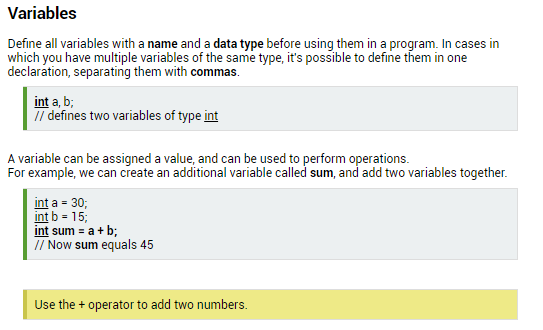 Variables
Define all variables with a name and a data type before using them in a program. In cases in
which you have multiple variables of the same type, it's possible to define them in one
declaration, separating them with commas.
int a, b;
// defines two variables of type int
A variable can be assigned a value, and can be used to perform operations.
For example, we can create an additional variable called sum, and add two variables together.
int a = 30;
int b = 15;
int sum = a + b;
// Now sum equals 45
Use the + operator to add two numbers.